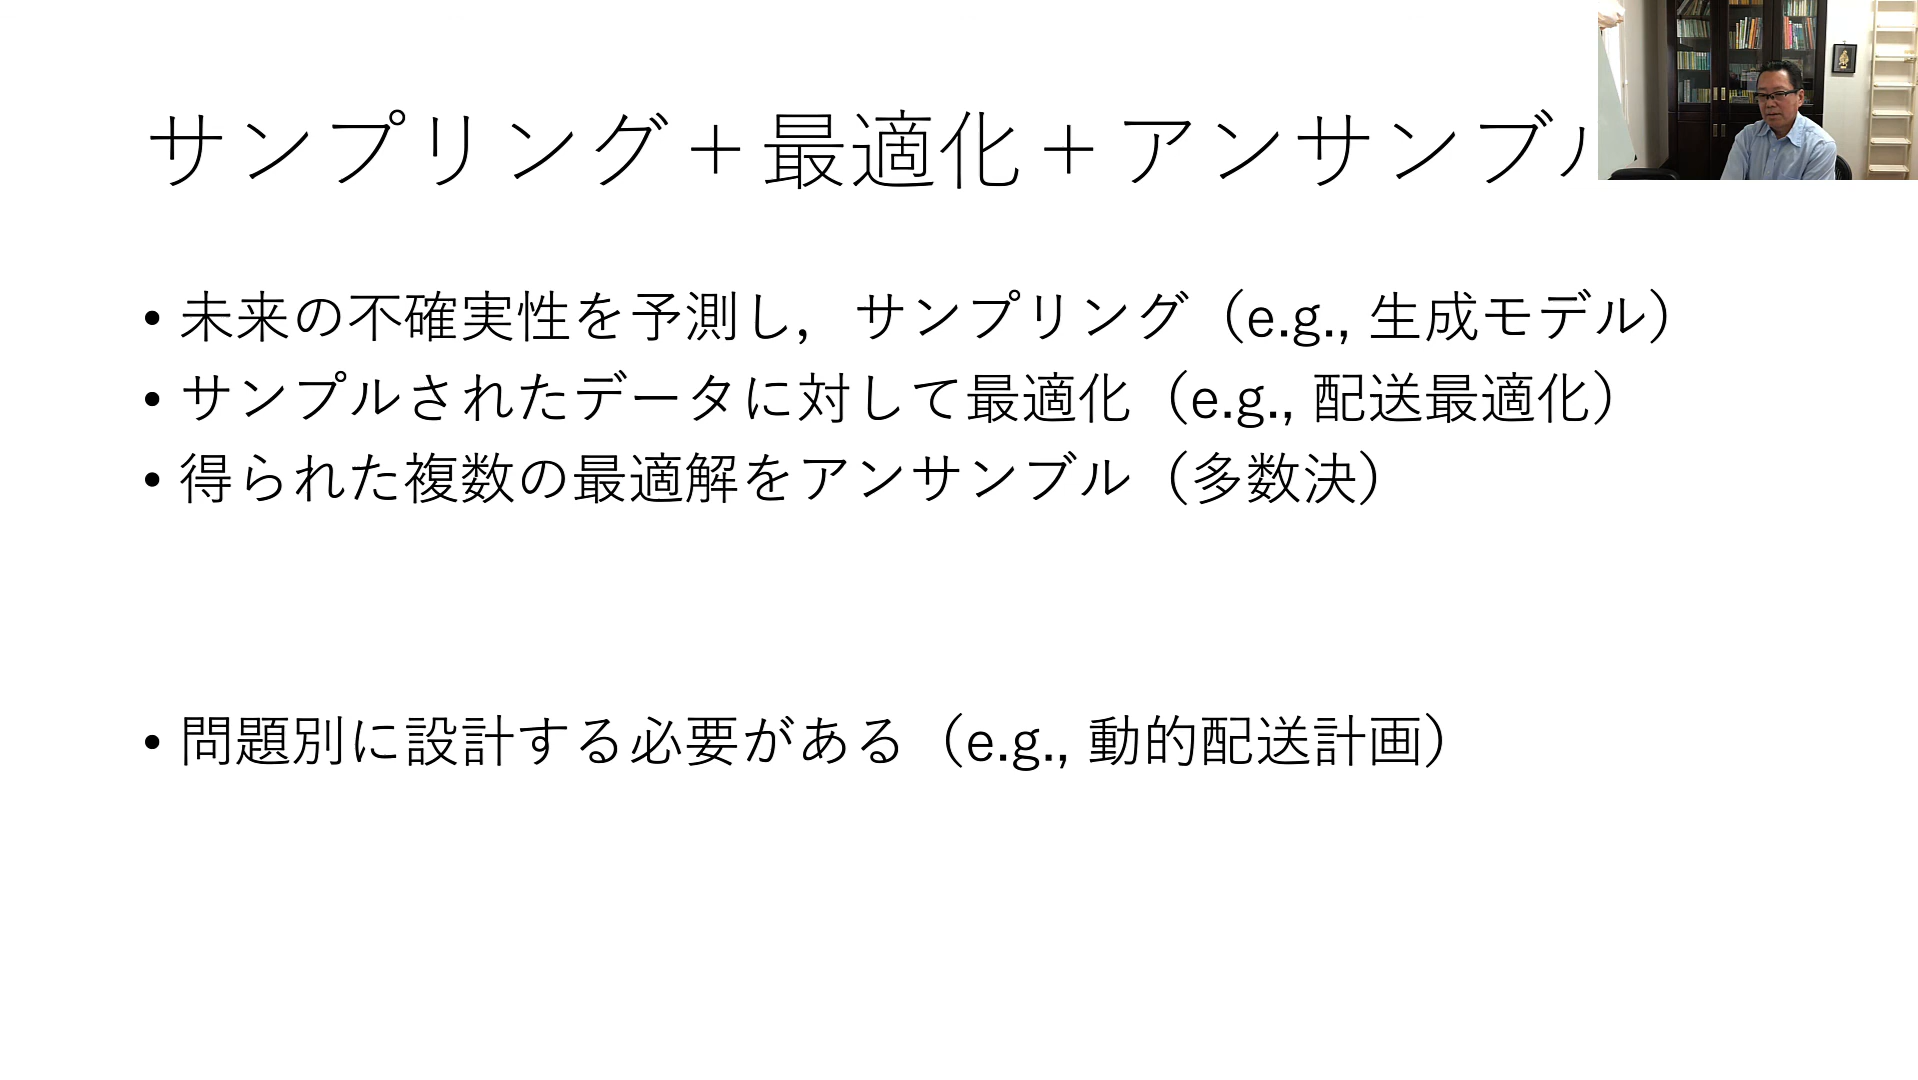 サンプリング＋最適化＋アンサンブル
• 未来の不確実性を予測し，サンプリング（e.g., 生成モデル）
• サンプルされたデータに対して最適化（e.g., 配送最適化）
• 得られた複数の最適解をアンサンブル（多数決）
• 問題別に設計する必要がある（e.g., 動的配送計画）